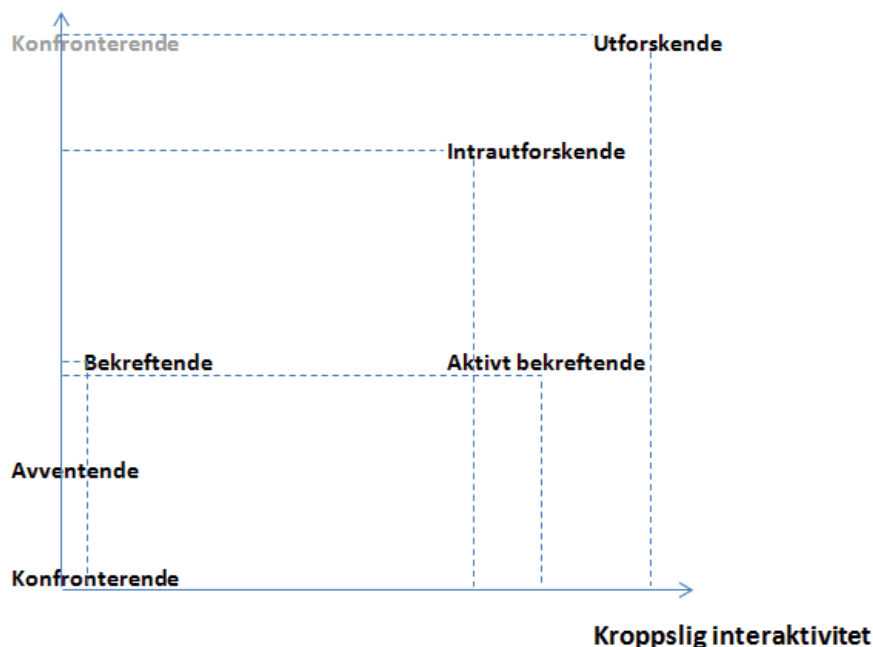 Konfronterende
Utforskende
Intrautforskende
Bekreftende
Aktivt bekreftende
Avventende
Konfronterende
Kroppslig interaktivitet